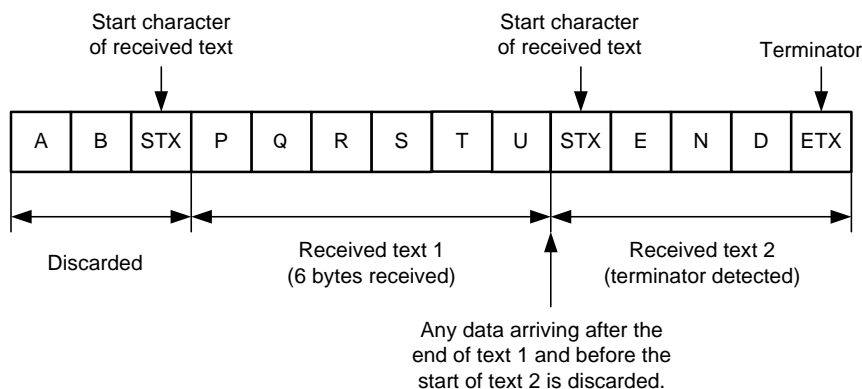 Start character
of received text
Start character
of received text
Terminator
A B STX P Q R S T U STX E N D ETX
Discarded
Received text 1
(6 bytes received)
Received text 2
(terminator detected)
Any data arriving after the
end of text 1 and before the
start of text 2 is discarded.